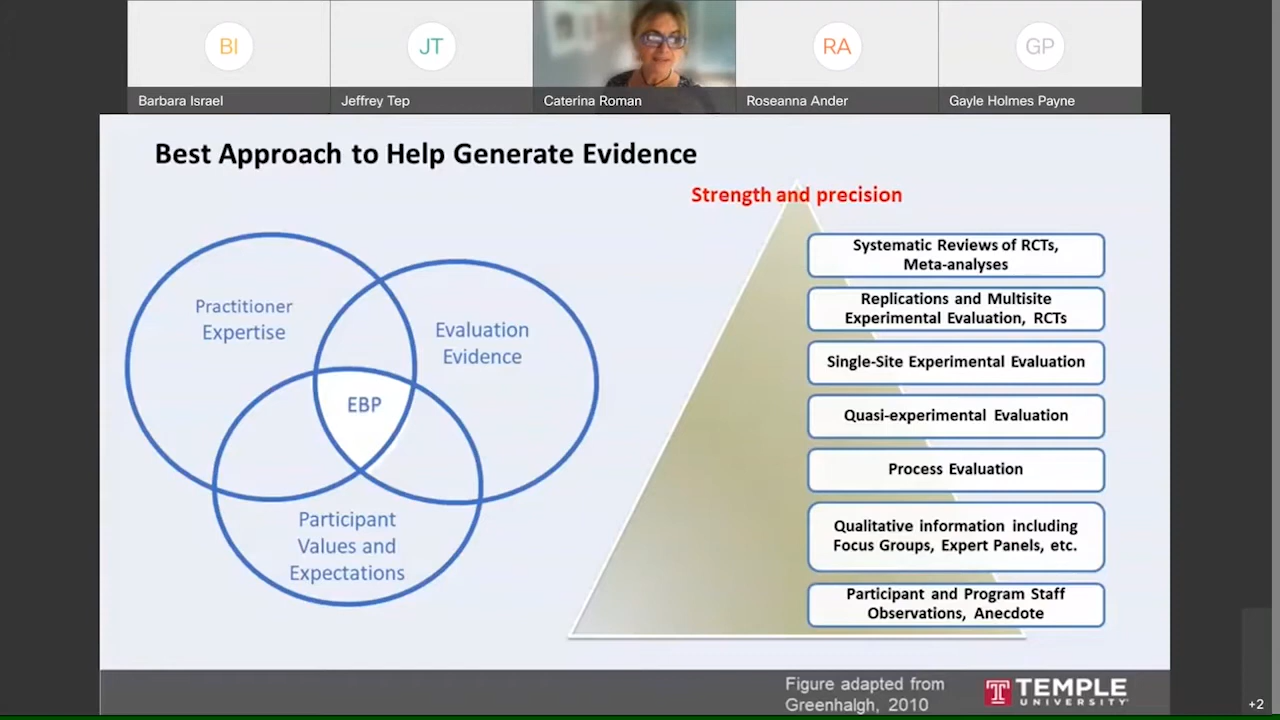 BI
JT
RA
GP
Barbara Israel
Jeffrey Tep
Caterina Roman
Roseanna Ander
Gayle Holmes Payne
Best Approach to Help Generate Evidence
Strength and precision
Practitioner
Expertise
Evaluation
Evidence
EBP
Participant
Values and
Expectations
Systematic Reviews of RCTs,
Meta-analyses
Replications and Multisite
Experimental Evaluation, RCTs
Single-Site Experimental Evaluation
Quasi-experimental Evaluation
Process Evaluation
Qualitative information including
Focus Groups, Expert Panels, etc.
Participant and Program Staff
Observations, Anecdote
Figure adapted from
Greenhalgh, 2010
TEMPLE
UNIVERSITY
+2